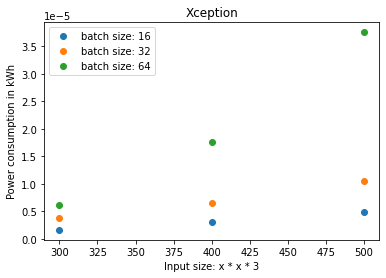 Xception
1e−5
batch size: 16
batch size: 32
batch size: 64
Power consumption in kWh
3.5
3.0
2.5
2.0
1.5
1.0
0.5
0.0
300 325 350 375 400 425 450 475 500
Input size: x * x * 3